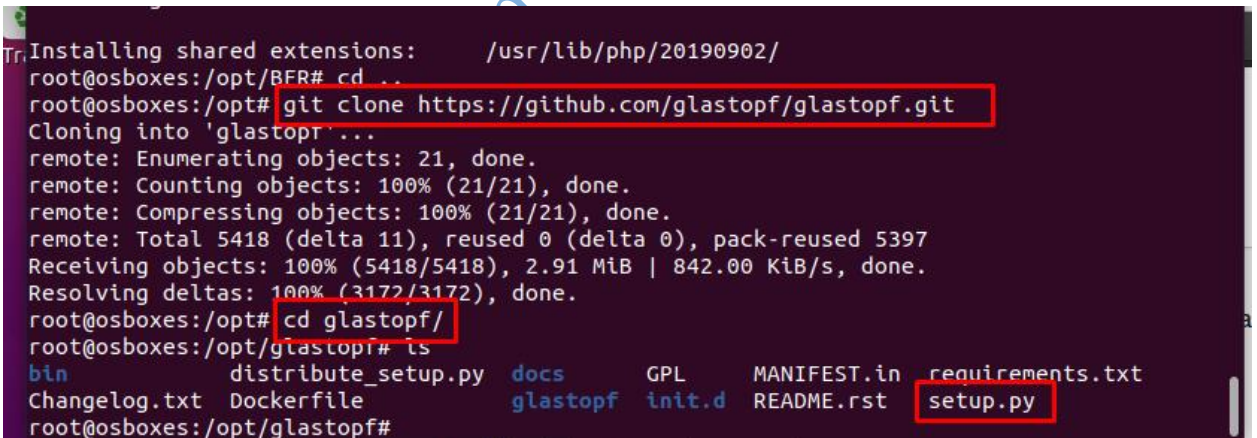 Installing shared extensions:     /usr/lib/php/20190902/
root@osboxes:/opt/BFR# cd ..
root@osboxes:/opt# git clone https://github.com/glastopf/glastopf.git
Cloning into 'glastopf'...
remote: Enumerating objects: 21, done.
remote: Counting objects: 100% (21/21), done.
remote: Compressing objects: 100% (21/21), done.
remote: Total 5418 (delta 11), reused 0 (delta 0), pack-reused 5397
Receiving objects: 100% (5418/5418), 2.91 MiB | 842.00 KiB/s, done.
Resolving deltas: 100% (3172/3172), done.
root@osboxes:/opt# cd glastopf/
root@osboxes:/opt/glastopf# ls
bin            distribute_setup.py  docs      GPL     MANIFEST.in  requirements.txt
Changelog.txt  Dockerfile           glastopf  init.d  README.rst   setup.py
root@osboxes:/opt/glastopf#